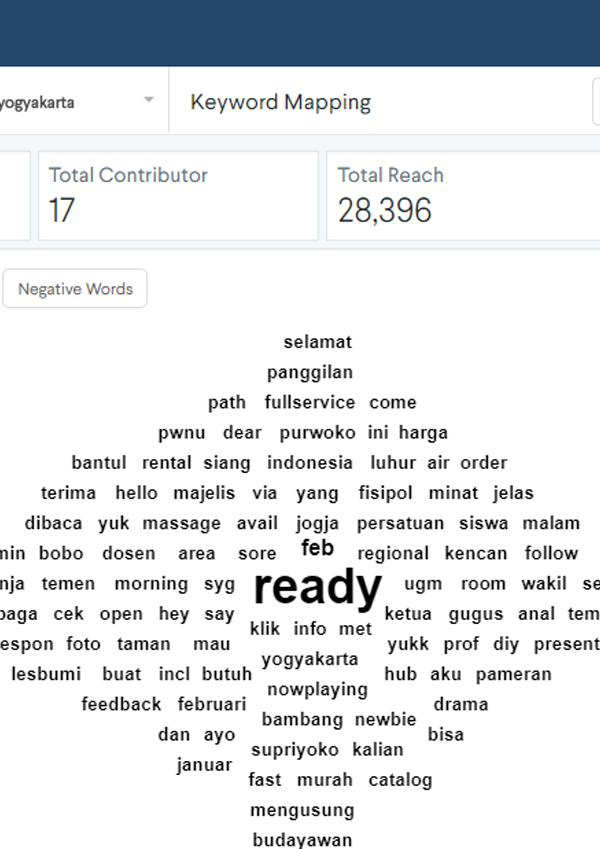 yogyakarta
Keyword Mapping
Total Contributor
17
Total Reach
28,396
Negative Words
selamat
panggilan
path fullservice come
pwnu dear purwoko ini harga
bantul rental siang indonesia luhur air order
terima hello majelis via yang fisipol minat jelas
dibaca yuk massage avail jogja persatuan siswa malam
min bobo dosen area sore feb regional kencan follow
nja temen morning syg ready ugm room wakil se
baga cek open hey say ketua gugus anal tem
klik info met
espon foto taman mau yukk prof diy present
yogyakarta
lesbumi buat incl butuh hub aku pameran
nowplaying
feedback februari drama
bambang newbie
dan ayo bisa
supriyoko kalian
januar
fast murah catalog
mengusung
budayawan